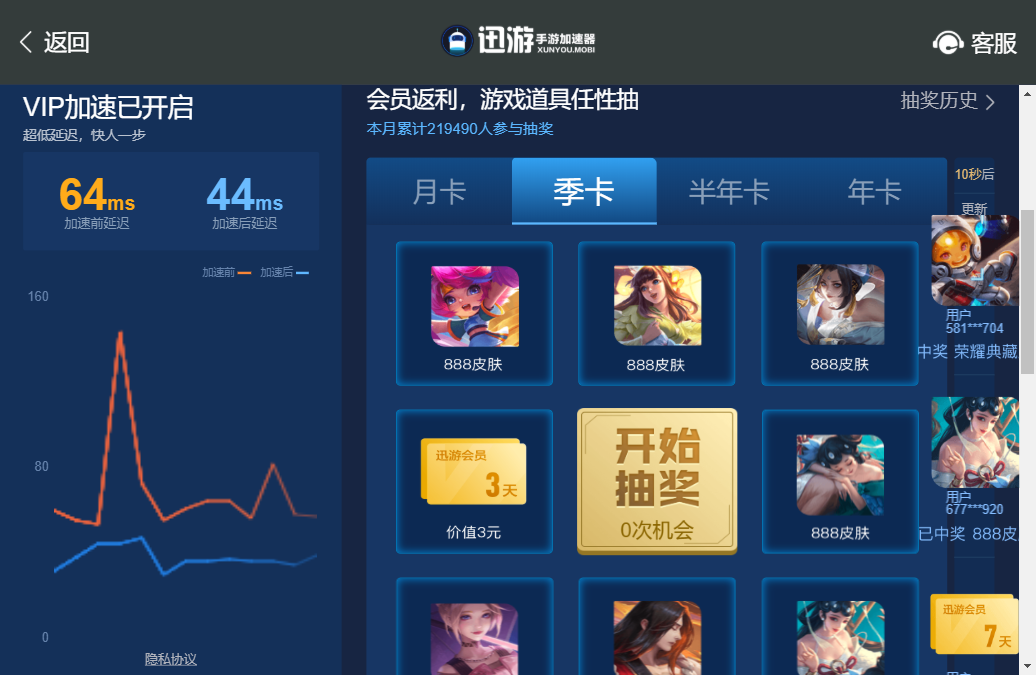 返回
迅游手游加速器
XUNYOU.MOBI
客服
VIP加速已开启
超低延迟，快人一步
64ms
44ms
加速前延迟
加速后延迟
加速前
加速后
160
80
0
隐私协议
会员返利，游戏道具任性抽
抽奖历史
本月累计219490人参与抽奖
月卡
季卡
半年卡
年卡
888皮肤
888皮肤
888皮肤
迅游会员
3天
价值3元
开始
抽奖
0次机会
888皮肤
10秒后
更新
用户
581***704
中奖 荣耀典藏
用户
677***920
已中奖 888皮
迅游会员
7天